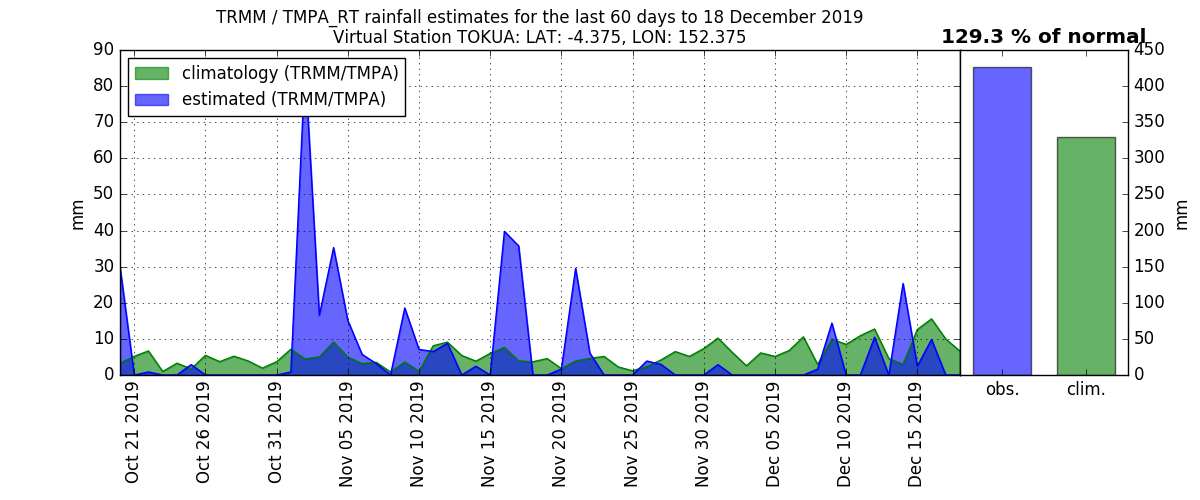 TRMM / TMPA_RT rainfall estimates for the last 60 days to 18 December 2019
Virtual Station TOKUA: LAT: -4.375, LON: 152.375
129.3 % of normal
climatology (TRMM/TMPA)
estimated (TRMM/TMPA)
90
80
70
60
50
40
30
20
10
0
mm
Oct 21 2019
Oct 26 2019
Oct 31 2019
Nov 05 2019
Nov 10 2019
Nov 15 2019
Nov 20 2019
Nov 25 2019
Nov 30 2019
Dec 05 2019
Dec 10 2019
Dec 15 2019
450
400
350
300
250
200
150
100
50
0
mm
obs.
clim.